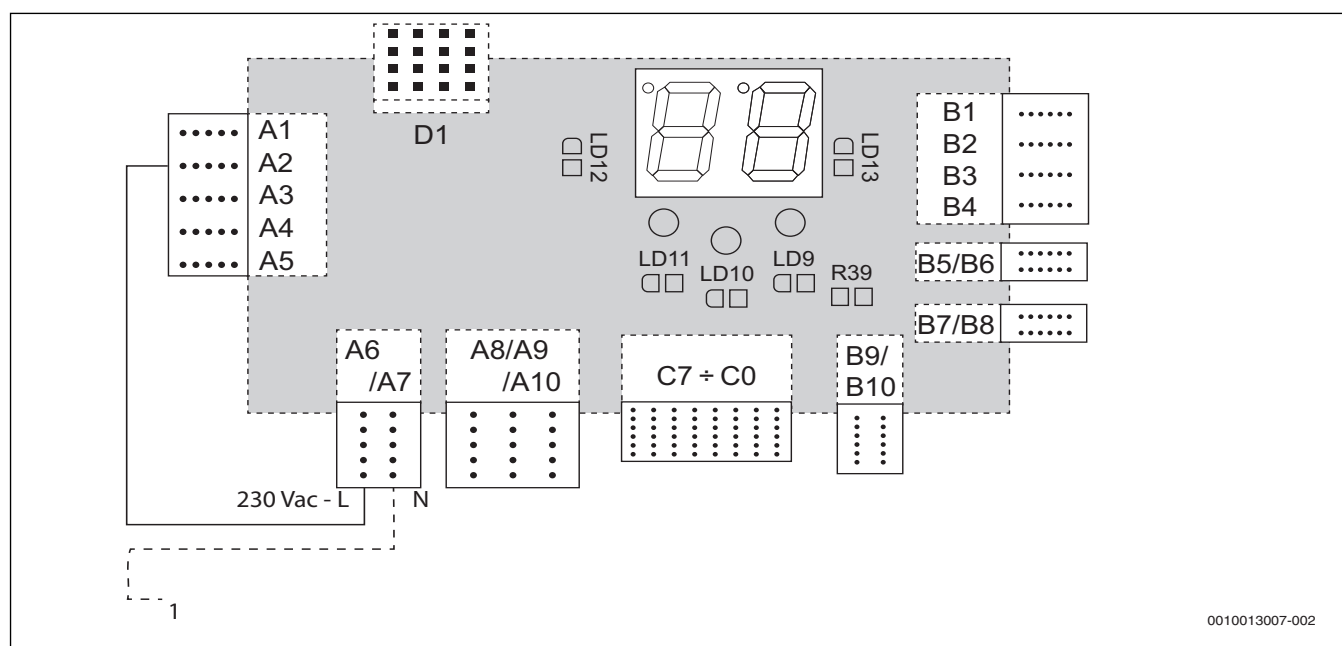 D1
A1
A2
A3
A4
A5
LD12
LD13
B1
B2
B3
B4
LD11
LD10
LD9
R39
B5/B6
B7/B8
A6
/A7
A8/A9
/A10
C7 ÷ C0
B9/
B10
230 Vac - L
N
1
0010013007-002